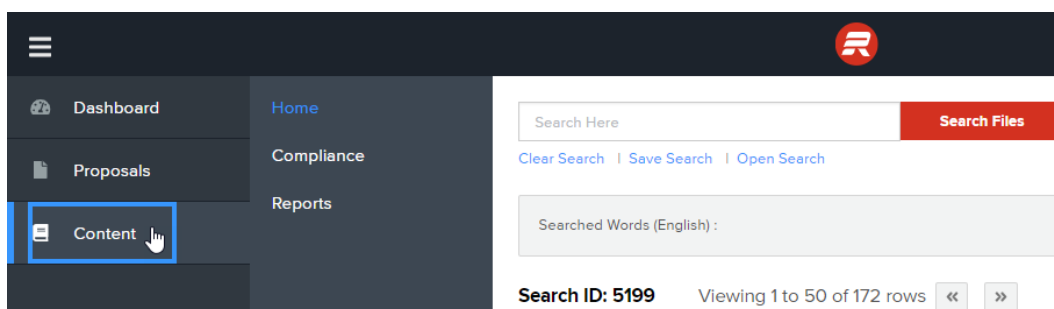 Dashboard
Proposals
Content
Home
Compliance
Reports
Search Here
Search Files
Clear Search | Save Search | Open Search
Searched Words (English) :
Search ID: 5199 Viewing 1 to 50 of 172 rows « »